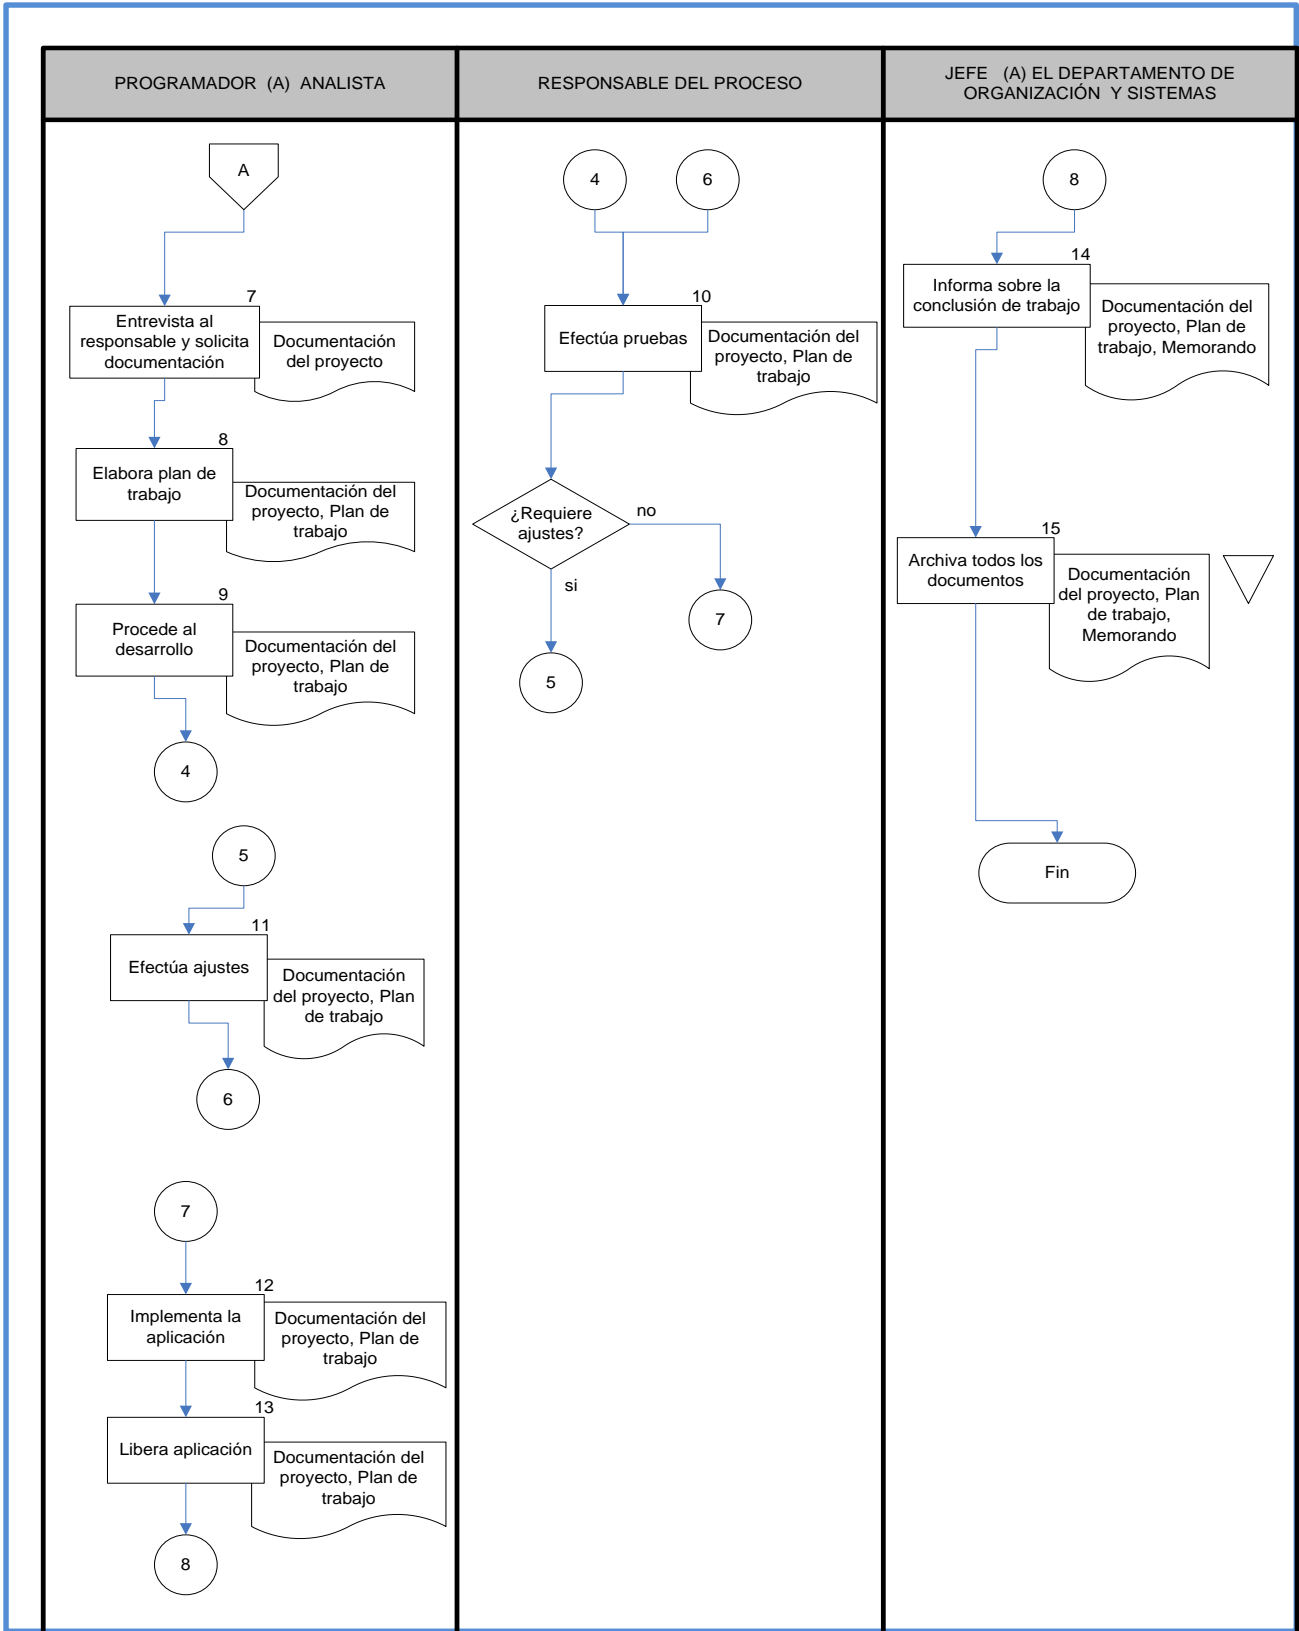 PROGRAMADOR (A) ANALISTA
RESPONSABLE DEL PROCESO
JEFE (A) EL DEPARTAMENTO DE
ORGANIZACIÓN Y SISTEMAS
A
7
Entrevista al
responsable y solicita
documentación
Documentación
del proyecto
8
Elabora plan de
trabajo
Documentación del
proyecto, Plan de
trabajo
9
Procede al
desarrollo
Documentación del
proyecto, Plan de
trabajo
4
5
11
Efectúa ajustes
Documentación
del proyecto, Plan
de trabajo
6
7
12
Implementa la
aplicación
Documentación del
proyecto, Plan de
trabajo
13
Libera aplicación
Documentación del
proyecto, Plan de
trabajo
8
4
6
10
Efectúa pruebas
Documentación del
proyecto, Plan de
trabajo
¿Requiere
ajustes?
no
si
7
5
8
14
Informa sobre la
conclusión de trabajo
Documentación del
proyecto, Plan de
trabajo, Memorando
15
Archiva todos los
documentos
Documentación
del proyecto, Plan
de trabajo,
Memorando
Fin